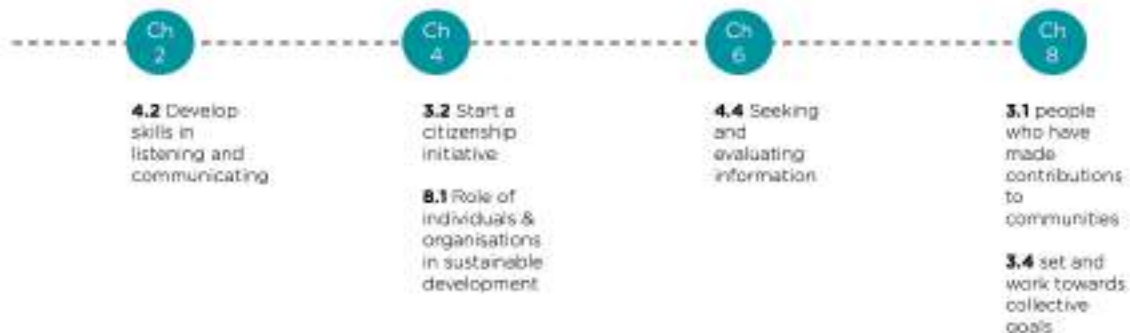 Ch
2
Ch
4
Ch
6
Ch
8
4.2 Develop
skills in
listening and
communicating
3.2 Start a
citizenship
initiative
8.1 Role of
individuals &
organisations
in sustainable
development
4.4 Seeking
and
evaluating
information
3.1 people
who have
made
contributions
to
communities
3.4 set and
work towards
collective
goals